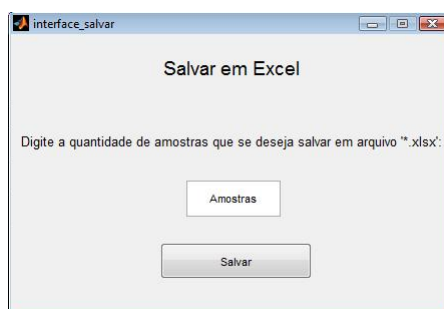 interface_salvar
Salvar em Excel
Digite a quantidade de amostras que se deseja salvar em arquivo '*.xlsx':
Amostras
Salvar